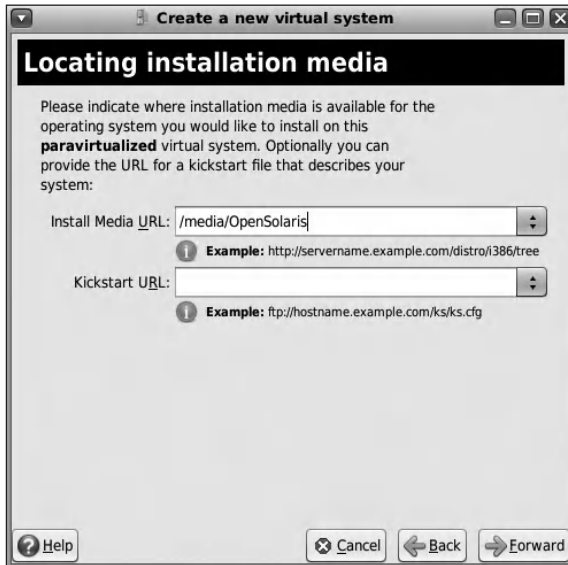 Create a new virtual system
Locating installation media
Please indicate where installation media is available for the
operating system you would like to install on this
paravirtualized virtual system. Optionally you can
provide the URL for a kickstart file that describes your
system:
Install Media URL: /media/OpenSolaris
Example: http://servername.example.com/distro/i386/tree
Kickstart URL:
Example: ftp://hostname.example.com/ks/ks.cfg
Help Cancel Back Forward